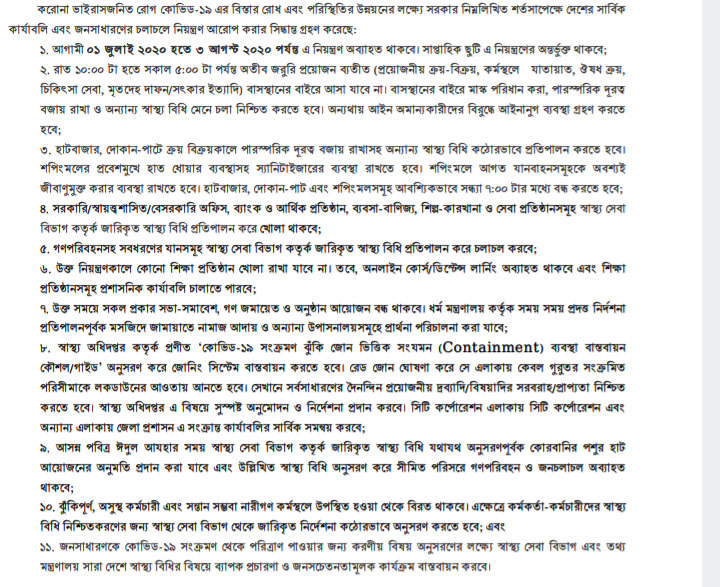 করোনা ভাইরাসজনিত রোগ কোভিড-১৯ এর বিস্তার রোধ এবং পরিস্থিতির উন্নয়নের লক্ষ্যে সরকার নিম্নলিখিত শর্তসাপেক্ষে দেশের সার্বিক
কার্যাবলি এবং জনসাধারণের চলাচলে নিয়ন্ত্রণ আরোপ করার সিদ্ধান্ত গ্রহণ করেছে:
১. আগামী ০১ জুলাই ২০২০ হতে ৩ আগস্ট ২০২০ পর্যন্ত এ নিয়ন্ত্রণ অব্যাহত থাকবে। সাপ্তাহিক ছুটি এ নিয়ন্ত্রণের অন্তর্ভুক্ত থাকবে;
২. রাত ১০:০০ টা হতে সকাল ৫:০০ টা পর্যন্ত অতীব জরুরি প্রয়োজন ব্যতীত (প্রয়োজনীয় ক্রয়-বিক্রয়, কর্মস্থলে যাতায়াত, ঔষধ ক্রয়,
চিকিৎসা সেবা, মৃতদেহ দাফন/সৎকার ইত্যাদি) বাসস্থানের বাইরে আসা যাবে না। বাসস্থানের বাইরে মাস্ক পরিধান করা, পারস্পরিক দূরত্ব
বজায় রাখা ও অন্যান্য স্বাস্থ্য বিধি মেনে চলা নিশ্চিত করতে হবে। অন্যথায় আইন অমান্যকারীদের বিরুদ্ধে আইনানুগ ব্যবস্থা গ্রহণ করতে
হবে;
৩. হাটবাজার, দোকান-পাটে ক্রয় বিক্রয়কালে পারস্পরিক দূরত্ব বজায় রাখাসহ অন্যান্য স্বাস্থ্য বিধি কঠোরভাবে প্রতিপালন করতে হবে।
শপিংমলের প্রবেশমুখে হাত ধোয়ার ব্যবস্থাসহ স্যানিটাইজারের ব্যবস্থা রাখতে হবে। শপিংমলে আগত যানবাহনসমূহকে অবশ্যই
জীবাণুমুক্ত করার ব্যবস্থা রাখতে হবে। হাটবাজার, দোকান-পাট এবং শপিংমলসমূহ আবশ্যিকভাবে সন্ধ্যা ৭:০০ টার মধ্যে বন্ধ করতে হবে;
৪. সরকারি/স্বায়ত্বশাসিত/বেসরকারি অফিস, ব্যাংক ও আর্থিক প্রতিষ্ঠান, ব্যবসা-বাণিজ্য, শিল্প-কারখানা ও সেবা প্রতিষ্ঠানসমূহ স্বাস্থ্য সেবা
বিভাগ কতৃর্ক জারিকৃত স্বাস্থ্য বিধি প্রতিপালন করে খোলা থাকবে;
৫. গণপরিবহনসহ সবধরণের যানসমূহ স্বাস্থ্য সেবা বিভাগ কতৃর্ক জারিকৃত স্বাস্থ্য বিধি প্রতিপালন করে চলাচল করবে;
৬. উক্ত নিয়ন্ত্রণকালে কোনো শিক্ষা প্রতিষ্ঠান খোলা রাখা যাবে না। তবে, অনলাইন কোর্স/ডিস্টেন্স লার্নিং অব্যাহত থাকবে এবং শিক্ষা
প্রতিষ্ঠানসমূহ প্রশাসনিক কার্যাবলি চালাতে পারবে;
৭. উক্ত সময়ে সকল প্রকার সভা-সমাবেশ, গণ জমায়েত ও অনুষ্ঠান আয়োজন বন্ধ থাকবে। ধর্ম মন্ত্রণালয় কর্তৃক সময় সময় প্রদত্ত নির্দেশনা
প্রতিপালনপূর্বক মসজিদে জামায়াতে নামাজ আদায় ও অন্যান্য উপাসনালয়সমূহে প্রার্থনা পরিচালনা করা যাবে;
৮. স্বাস্থ্য অধিদপ্তর কতৃর্ক প্রণীত ‘কোভিড-১৯ সংক্রমণ ঝুঁকি জোন ভিত্তিক সংযমন (Containment) ব্যবস্থা বাস্তবায়ন
কৌশল/গাইড’ অনুসরণ করে জোনিং সিস্টেম বাস্তবায়ন করতে হবে। রেড জোন ঘোষণা করে সে এলাকায় কেবল গুরুতর সংক্রমিত
পরিসীমাকে লকডাউনের আওতায় আনতে হবে। সেখানে সর্বসাধারণের দৈনন্দিন প্রয়োজনীয় দ্রব্যাদি/বিষয়াদির সরবরাহ/প্রাপ্যতা নিশ্চিত
করতে হবে। স্বাস্থ্য অধিদপ্তর এ বিষয়ে সুস্পষ্ট অনুমোদন ও নির্দেশনা প্রদান করবে। সিটি কর্পোরেশন এলাকায় সিটি কর্পোরেশন এবং
অন্যান্য এলাকায় জেলা প্রশাসন এ সংক্রান্ত কার্যাবলির সার্বিক সমন্বয় করবে;
৯. আসন্ন পবিত্র ঈদুল আযহার সময় স্বাস্থ্য সেবা বিভাগ কতৃর্ক জারিকৃত স্বাস্থ্য বিধি যথাযথ অনুসরণপূর্বক কোরবানির পশুর হাট
আয়োজনের অনুমতি প্রদান করা যাবে এবং উল্লিখিত স্বাস্থ্য বিধি অনুসরণ করে সীমিত পরিসরে গণপরিবহন ও জনচলাচল অব্যাহত
থাকবে;
১০. ঝুঁকিপূর্ণ, অসুস্থ কর্মচারী এবং সন্তান সম্ভবা নারীগণ কর্মস্থলে উপস্থিত হওয়া থেকে বিরত থাকবে। এক্ষেত্রে কর্মকর্তা-কর্মচারীদের স্বাস্থ্য
বিধি নিশ্চিতকরণের জন্য স্বাস্থ্য সেবা বিভাগ থেকে জারিকৃত নির্দেশনা কঠোরভাবে অনুসরণ করতে হবে; এবং
১১. জনসাধারণকে কোভিড-১৯ সংক্রমণ থেকে পরিত্রাণ পাওয়ার জন্য করণীয় বিষয় অনুসরণের লক্ষ্যে স্বাস্থ্য সেবা বিভাগ এবং তথ্য
মন্ত্রণালয় সারা দেশে স্বাস্থ্য বিধির বিষয়ে ব্যাপক প্রচারণা ও জনসচেতনতামূলক কার্যক্রম বাস্তবায়ন করবে।